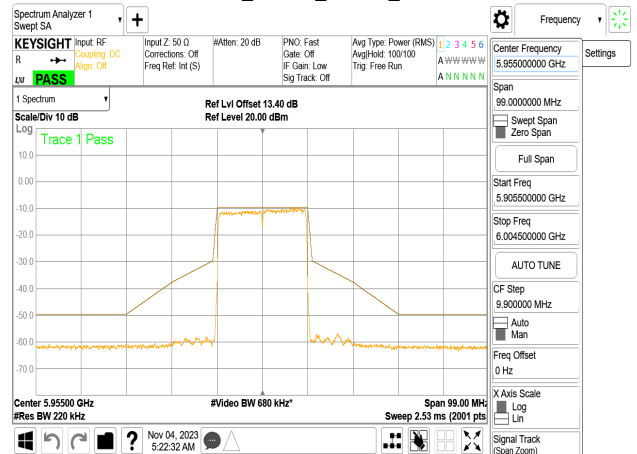 Spectrum Analyzer 1
Swept SA
Frequency
KEYSIGHT
R
LXI
PASS
Input: RF
Coupling: DC
Align: Off
Input Z: 50 Ω
Corrections: Off
Freq Ref: Int (S)
#Atten: 20 dB
PNO: Fast
Gate: Off
IF Gain: Low
Sig Track: Off
Avg Type: Power (RMS)
Avg|Hold: 100/100
Trig: Free Run
1 2 3 4 5 6
A W W W W W
A N N N N N
1 Spectrum
Scale/Div 10 dB
Ref Lvl Offset 13.40 dB
Ref Level 20.00 dBm
Log
Trace 1 Pass
10.0
0.00
-10.0
-20.0
-30.0
-40.0
-50.0
-60.0
-70.0
Center 5.95500 GHz
#Video BW 680 kHz*
Span 99.00 MHz
#Res BW 220 kHz
Sweep 2.53 ms (2001 pts
?
Nov 04, 2023
5:22:32 AM
Center Frequency
5.955000000 GHz
Settings
Span
99.0000000 MHz
Swept Span
Zero Span
Full Span
Start Freq
5.905500000 GHz
Stop Freq
6.004500000 GHz
AUTO TUNE
CF Step
9.900000 MHz
Auto
Man
Freq Offset
0 Hz
X Axis Scale
Log
Lin
Signal Track
(Span Zoom)